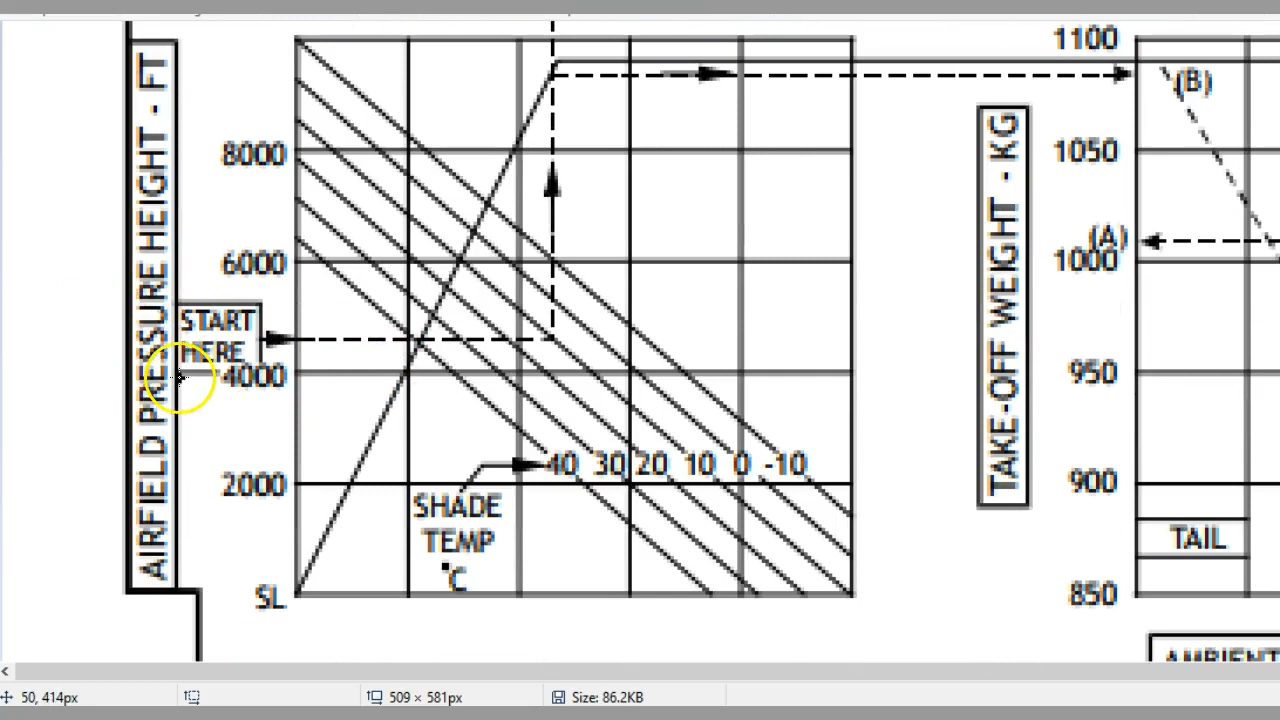 AIRFIELD PRESSURE HEIGHT - FT
8000
6000
START
HERE
4000
2000
SL
40 30 20 10 0 -10
SHADE
TEMP
°C
TAKE-OFF WEIGHT - KG
1100
(B)
1050
(A)
1000
950
900
TAIL
850
AMBIENT
50, 414px
509 × 581px
Size: 86.2KB